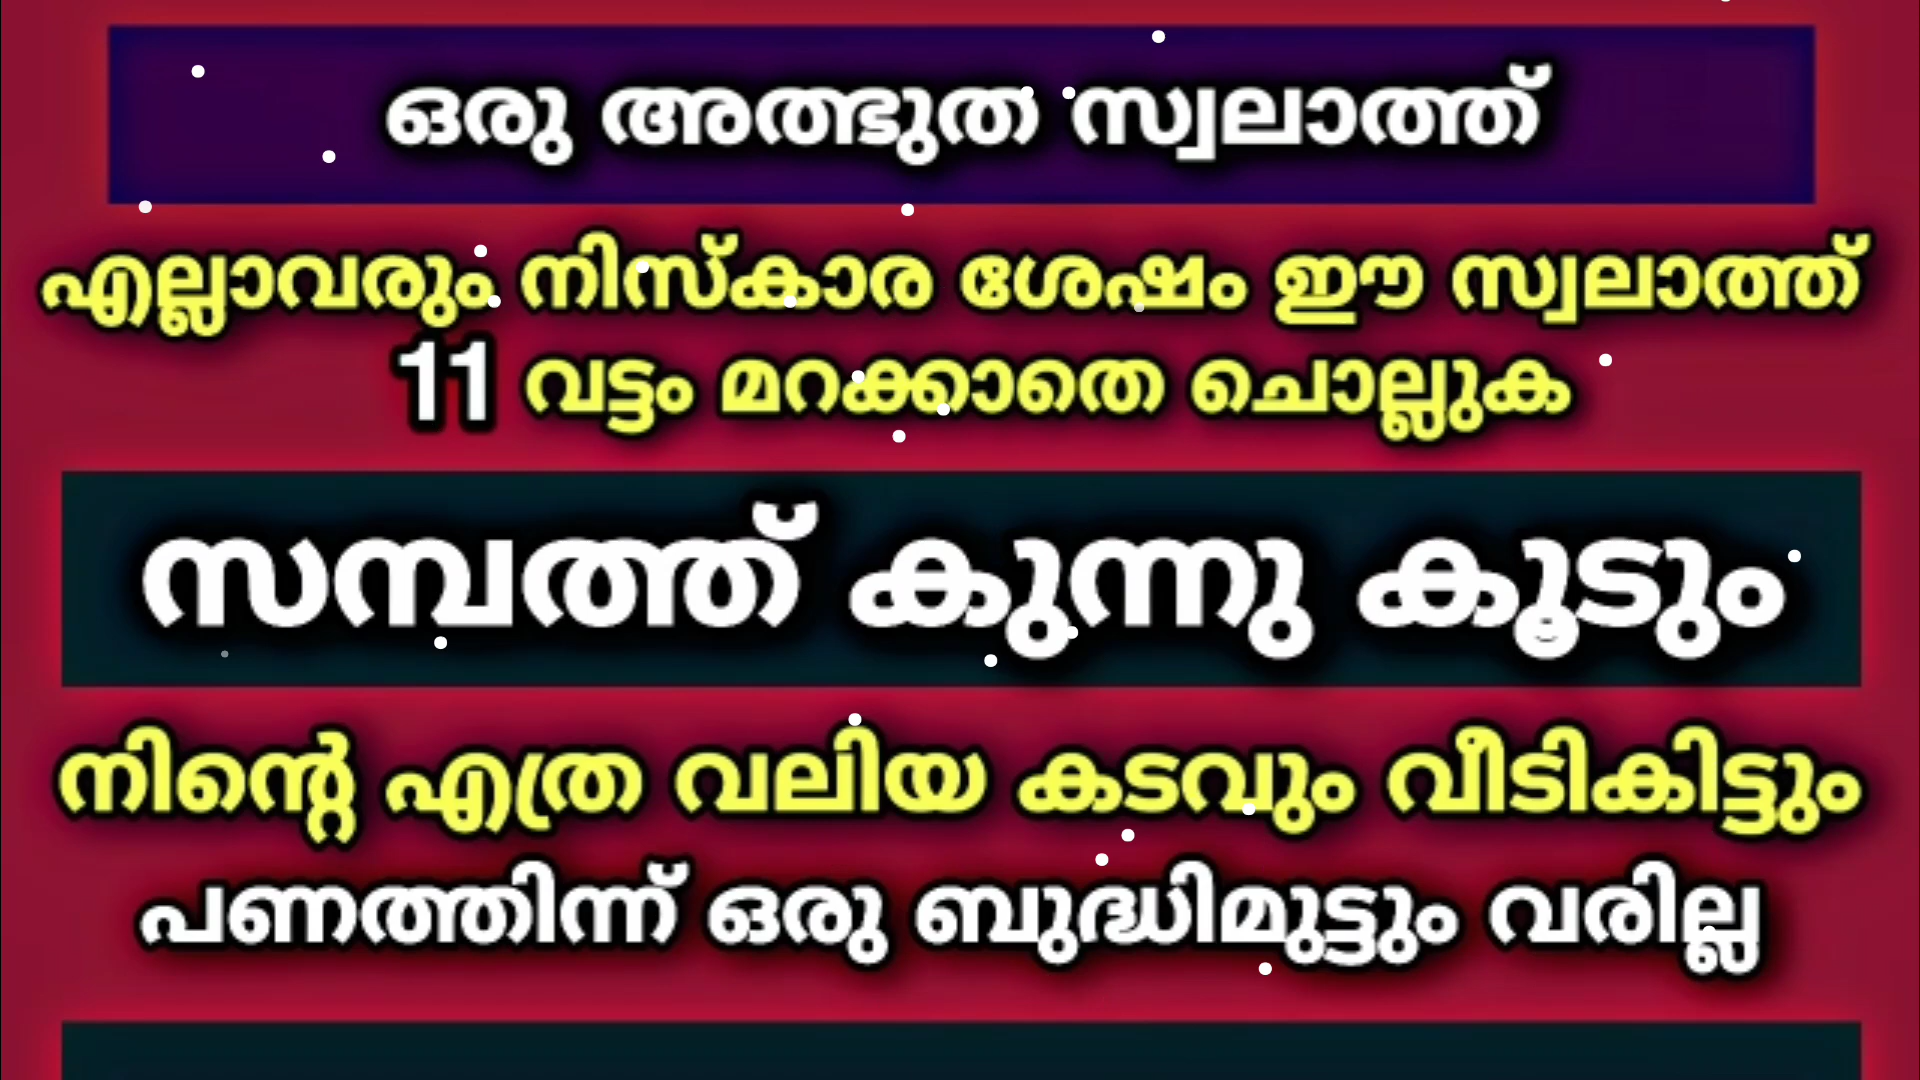 ഒരു അത്ഭുത സ്വലാത്ത്
എല്ലാവരും നിസ്കാര ശേഷം ഈ സ്വലാത്ത്
11 വട്ടം മറക്കാതെ ചൊല്ലുക
സമ്പത്ത് കുന്നു കൂടും
നിന്റെ എത്ര വലിയ കടവും വീടികിട്ടും
പണത്തിന്ന് ഒരു ബുദ്ധിമുട്ടും വരില്ല